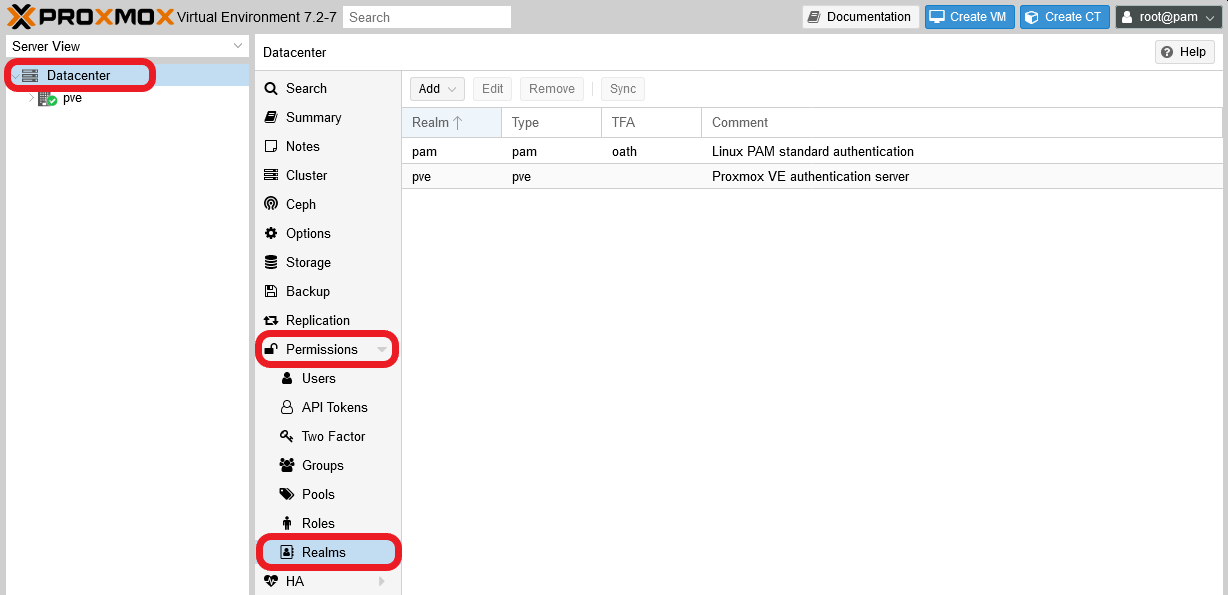 PROXMOX Virtual Environment 7.2-7 Search Documentation Create VM Create CT root@pam
Server View
Datacenter
pve
Datacenter Help
Search
Summary
Notes
Cluster
Ceph
Options
Storage
Backup
Replication
Permissions
Users
API Tokens
Two Factor
Groups
Pools
Roles
Realms
HA
Add Edit Remove Sync
Realm Type TFA Comment
pam pam oath Linux PAM standard authentication
pve pve Proxmox VE authentication server